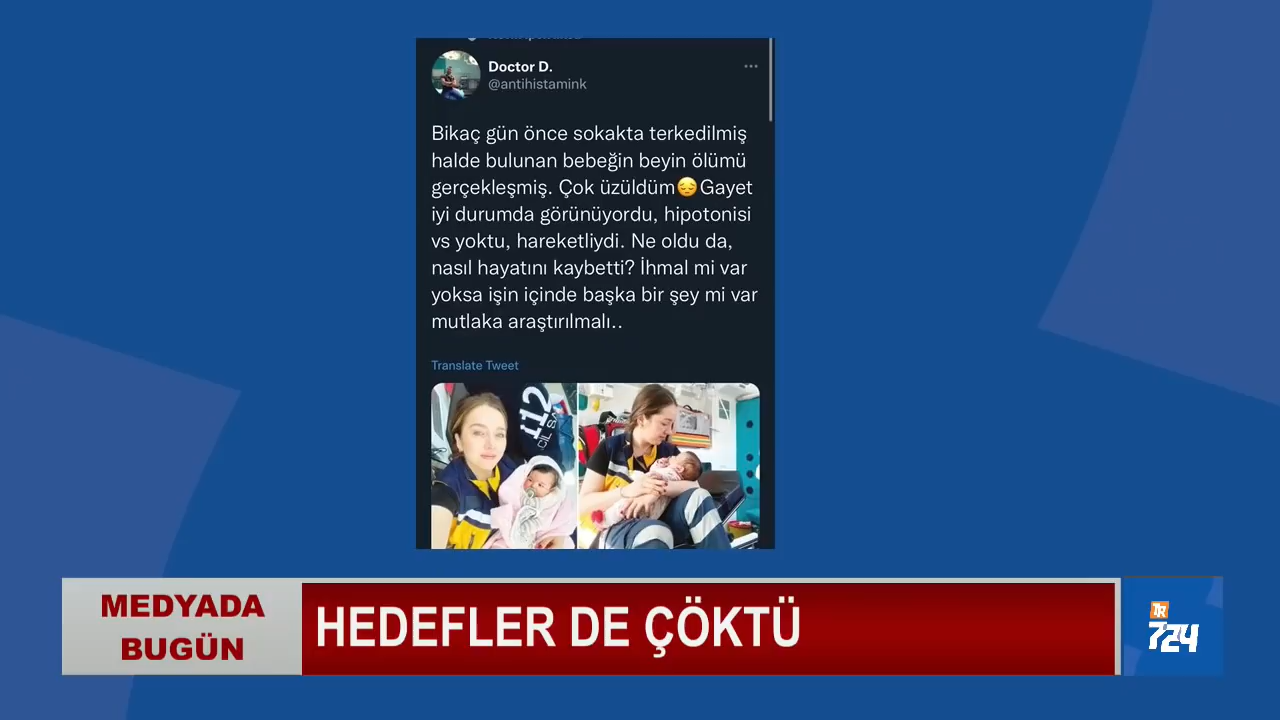 Doctor D.
@antihistamink
Bikaç gün önce sokakta terkedilmiş
halde bulunan bebeğin beyin ölümü
gerçekleşmiş. Çok üzüldüm😔Gayet
iyi durumda görünüyordu, hipotonisi
vs yoktu, hareketliydi. Ne oldu da,
nasıl hayatını kaybetti? İhmal mi var
yoksa işin içinde başka bir şey mi var
mutlaka araştırılmalı..
Translate Tweet
112
MEDYADA
BUGÜN
HEDEFLER DE ÇÖKTÜ
TR
724